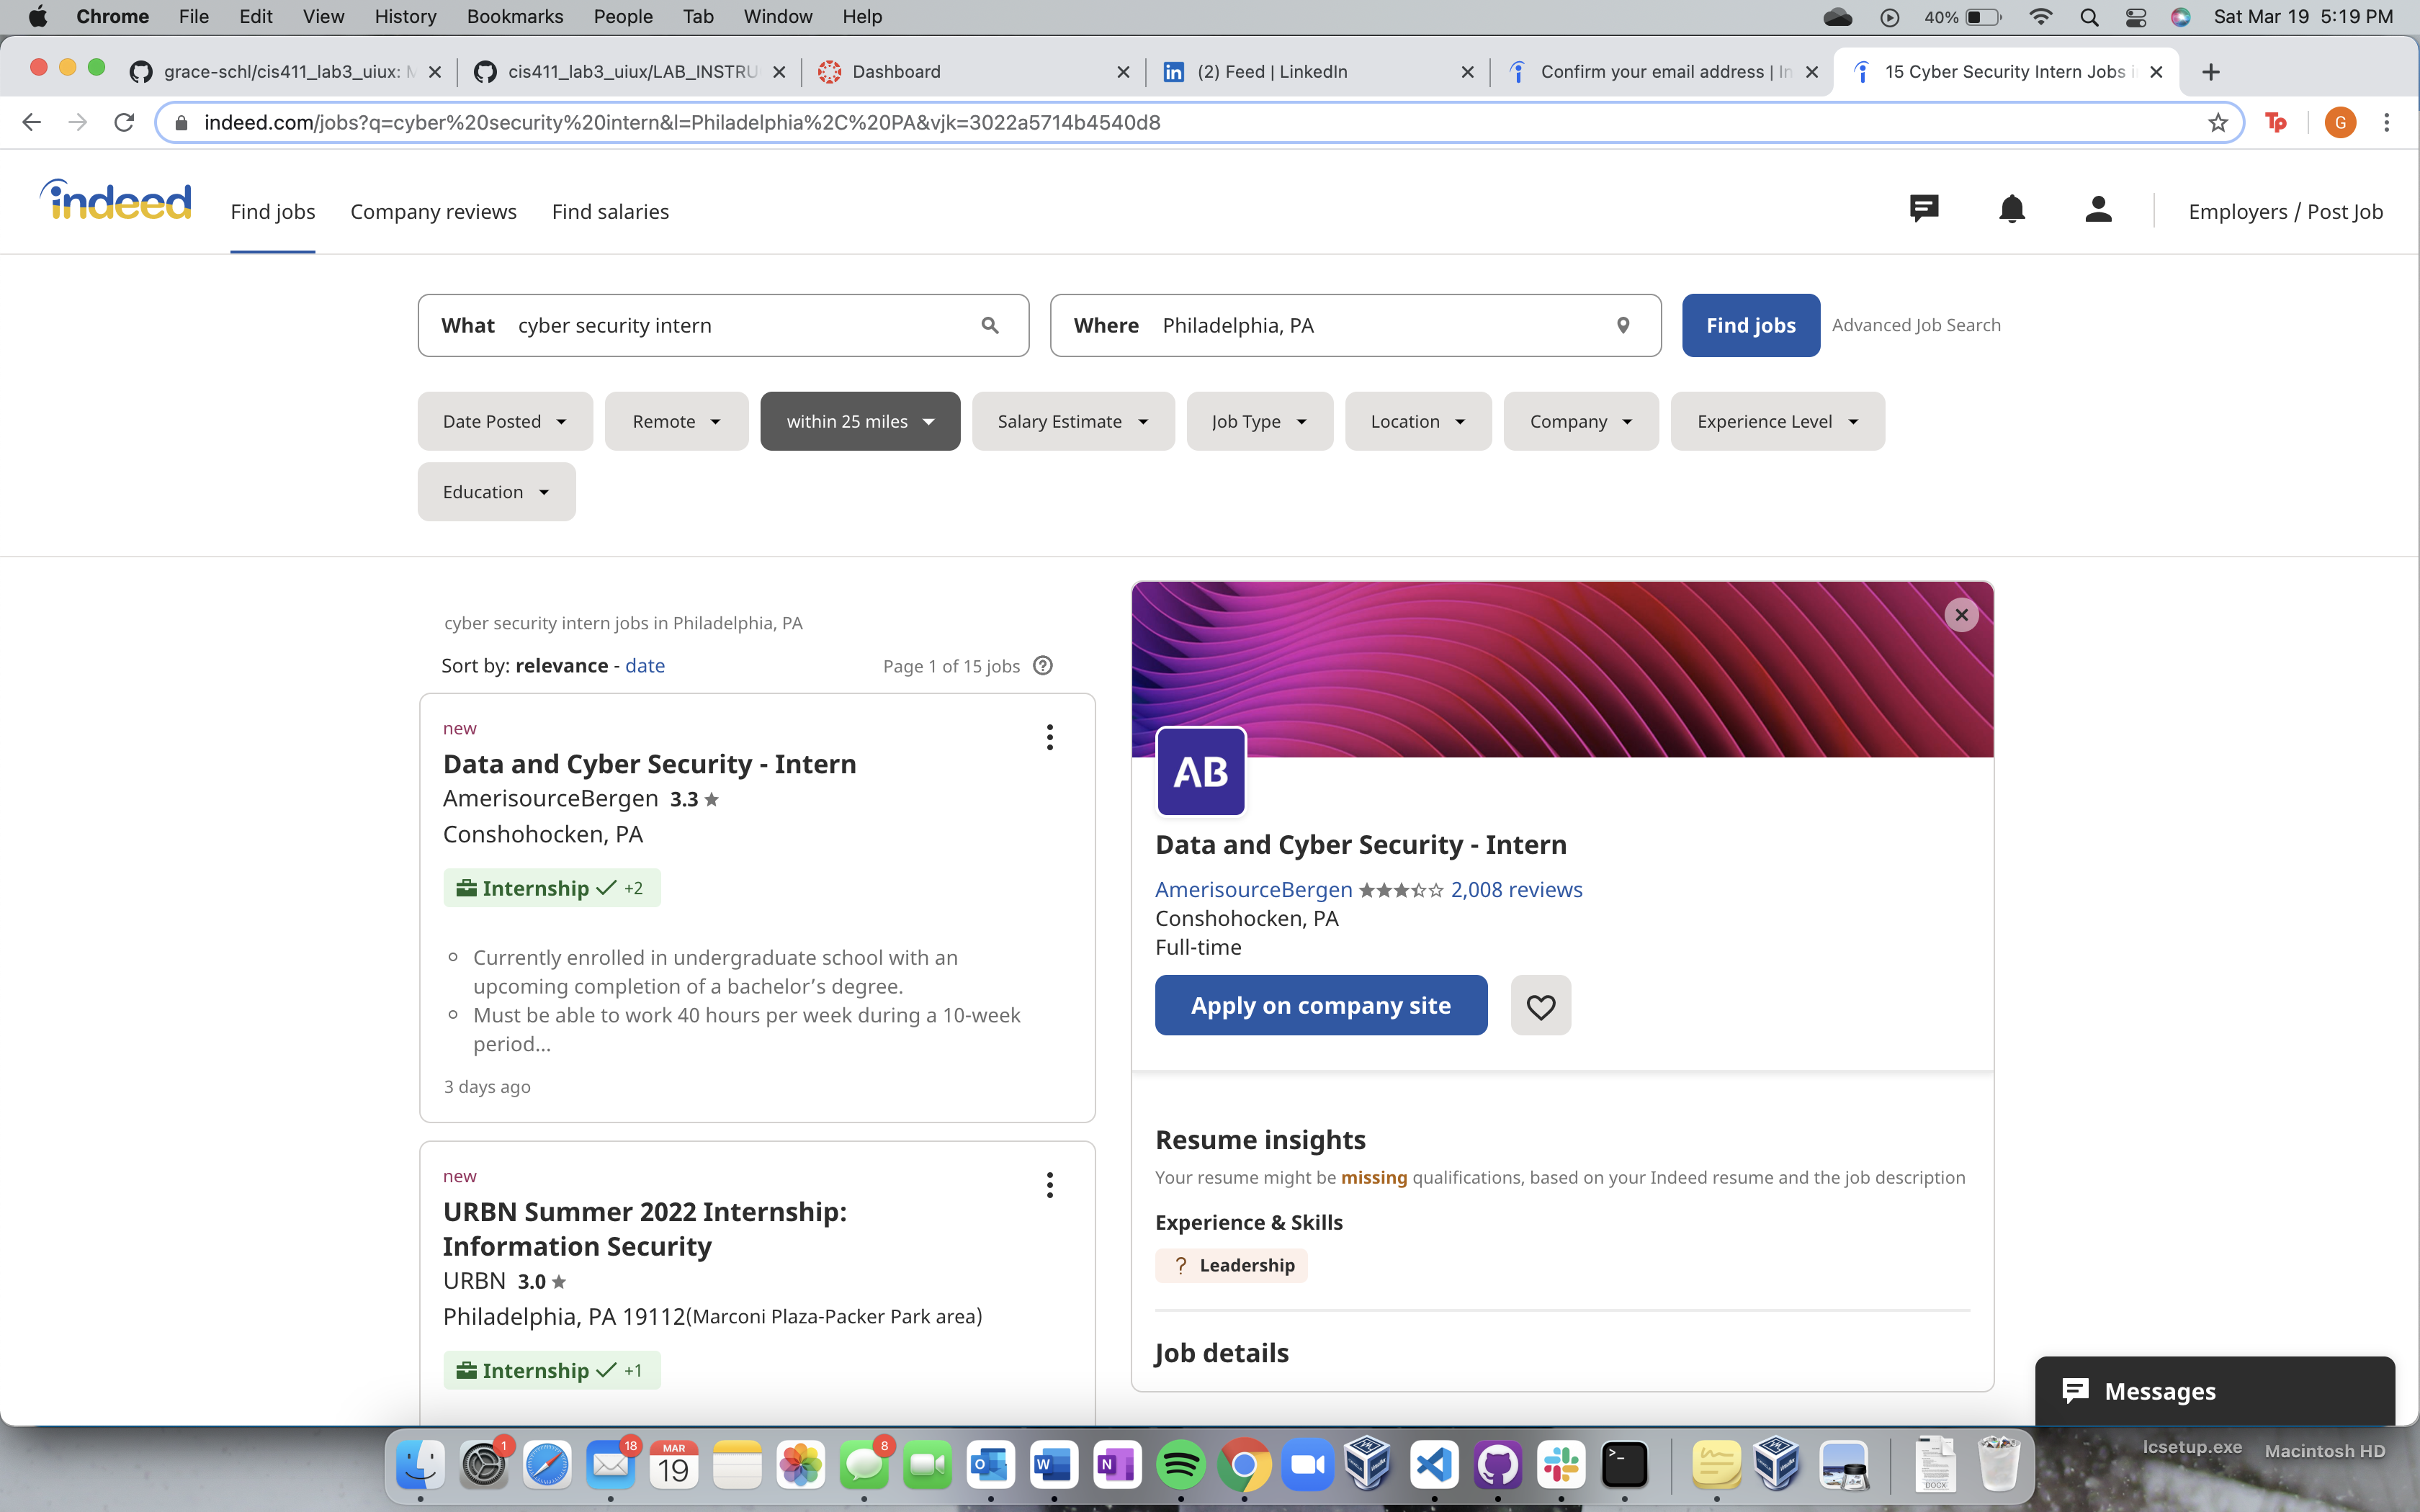 Chrome File Edit View History Bookmarks People Tab Window Help 40% Sat Mar 19 5:19 PM
grace-schl/cis411_lab3_uiux: cis411_lab3_uiux/LAB_INSTRU Dashboard (2) Feed | LinkedIn Confirm your email address | In 15 Cyber Security Intern Jobs i
indeed.com/jobs?q=cyber%20security%20intern&l=Philadelphia%2C%20PA&vjk=3022a5714b4540d8 Tp G
indeed Find jobs Company reviews Find salaries Employers / Post Job
What cyber security intern Where Philadelphia, PA Find jobs Advanced Job Search
Date Posted Remote within 25 miles Salary Estimate Job Type Location Company Experience Level
Education
cyber security intern jobs in Philadelphia, PA
Sort by: relevance - date Page 1 of 15 jobs ?
new
Data and Cyber Security - Intern
AmerisourceBergen 3.3
Conshohocken, PA
Internship +2
Currently enrolled in undergraduate school with an
upcoming completion of a bachelor’s degree.
Must be able to work 40 hours per week during a 10-week
period...
3 days ago
new
URBN Summer 2022 Internship:
Information Security
URBN 3.0
Philadelphia, PA 19112(Marconi Plaza-Packer Park area)
Internship +1
AB
Data and Cyber Security - Intern
AmerisourceBergen 2,008 reviews
Conshohocken, PA
Full-time
Apply on company site
Resume insights
Your resume might be missing qualifications, based on your Indeed resume and the job description
Experience & Skills
? Leadership
Job details
Messages
lcsetup.exe Macintosh HD
1 18 MAR 19 8 O W N >_ DOCX